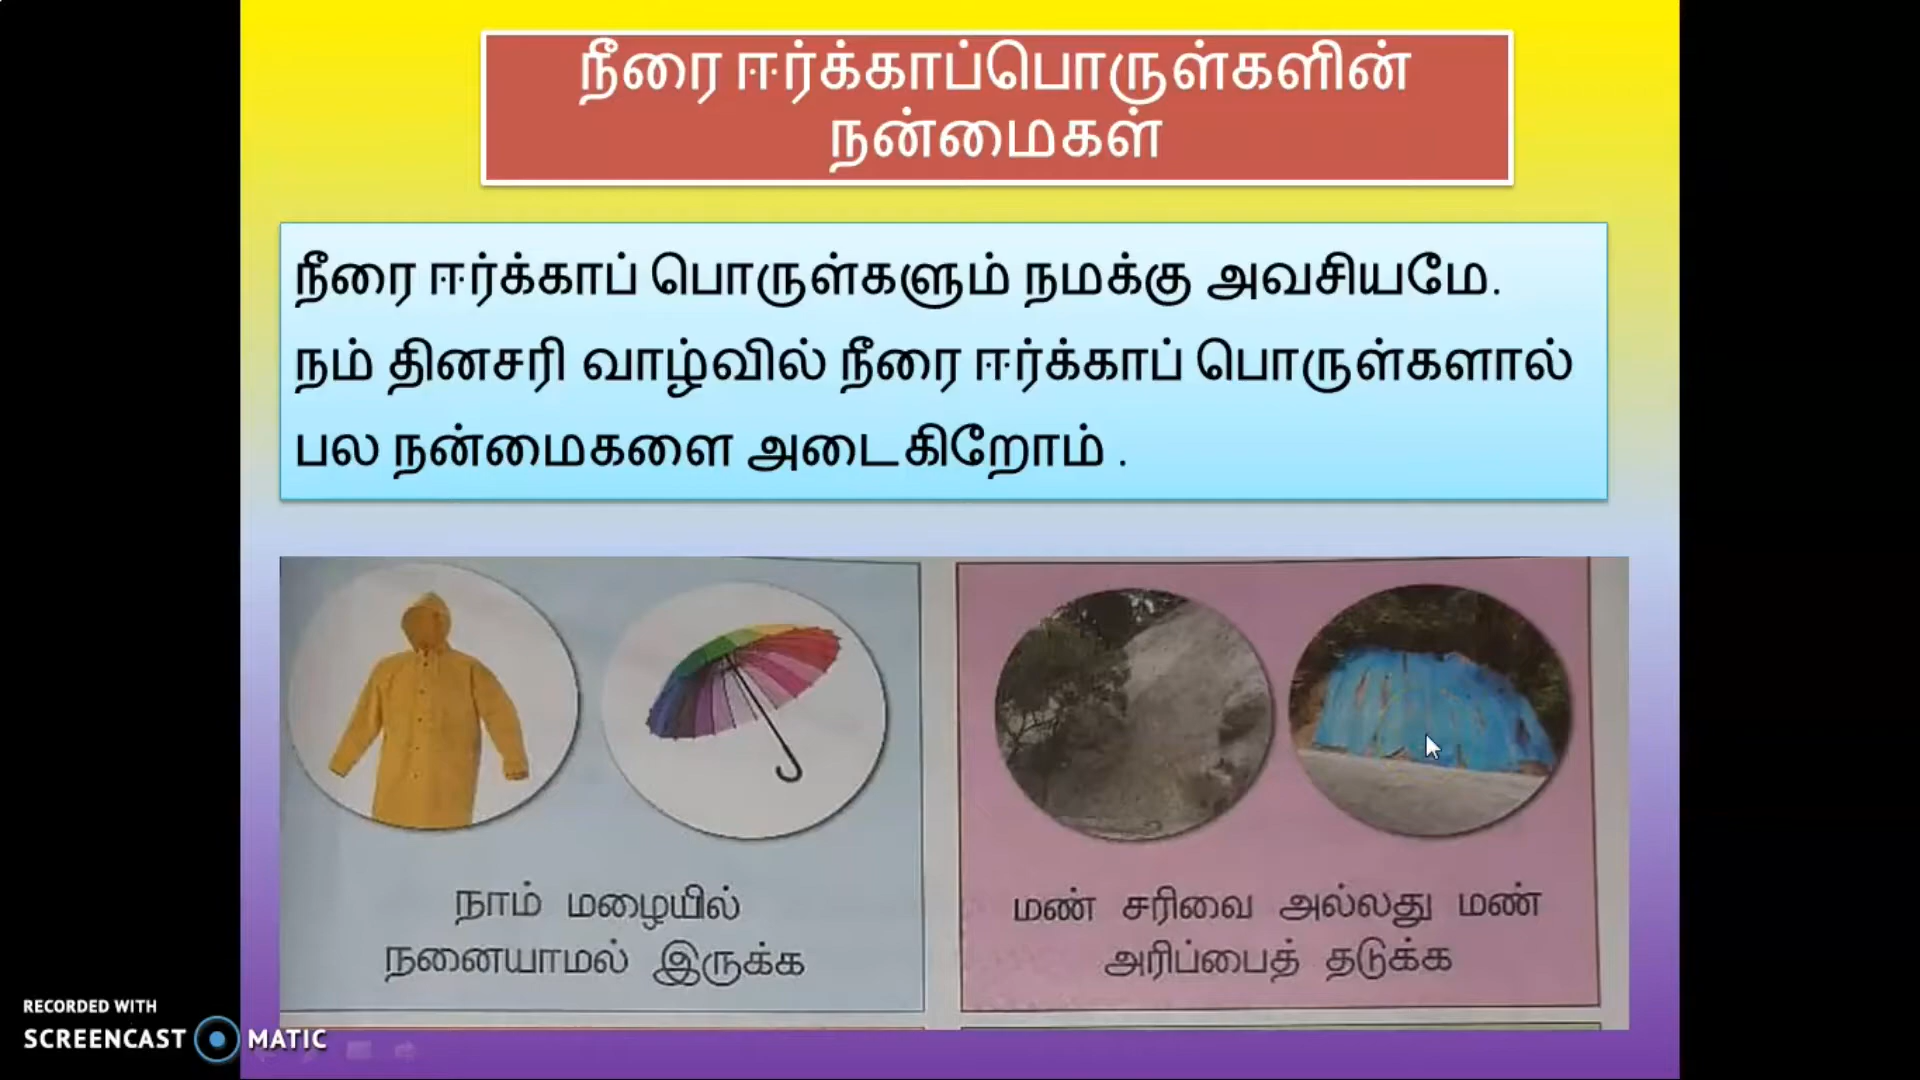 நீரை ஈர்க்காப்பொருள்களின்
நன்மைகள்
நீரை ஈர்க்காப் பொருள்களும் நமக்கு அவசியமே.
நம் தினசரி வாழ்வில் நீரை ஈர்க்காப் பொருள்களால்
பல நன்மைகளை அடைகிறோம் .
நாம் மழையில்
நனையாமல் இருக்க
மண் சரிவை அல்லது மண்
அரிப்பைத் தடுக்க
RECORDED WITH
SCREENCAST MATIC